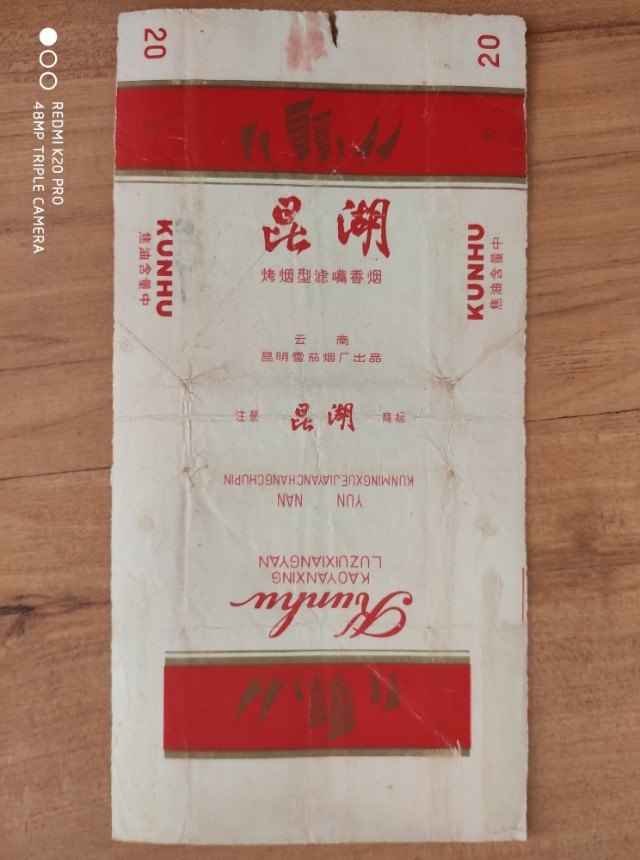 20
20
昆湖
烤烟型滤嘴香烟
KUNHU
焦油含量中
KUNHU
焦油含量中
云 南
昆明雪茄烟厂出品
注册 昆湖 商标
KUNMINGXUEJIAYANCHANGCHUPIN
YUN NAN
KAOYANXING
LUZUIXIANGYAN
Kunhu
REDMI K20 PRO
48MP TRIPLE CAMERA